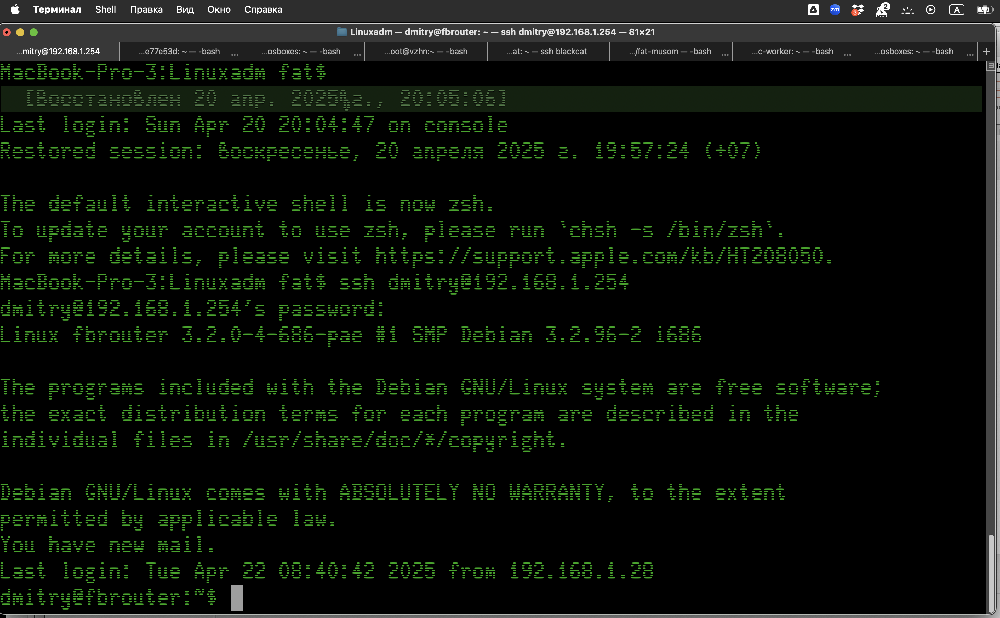 Терминал Shell Правка Вид Окно Справка
zm 3 2 A
Linuxadm — dmitry@fbrouter: ~ — ssh dmitry@192.168.1.254 — 81×21
...mitry@192.168.1.254 ...e77e53d: ~ — -bash ... ...osboxes: ~ — -bash ... ...oot@vzhn:~ — -bash ...at: ~ — ssh blackcat .../fat-musom — -bash ... ...c-worker: ~ — -bash ... ...osboxes: ~ — -bash ... +
MacBook-Pro-3:Linuxadm fat$
[Восстановлен 20 апр. 2025 г., 20:05:06]
Last login: Sun Apr 20 20:04:47 on console
Restored session: воскресенье, 20 апреля 2025 г. 19:57:24 (+07)
The default interactive shell is now zsh.
To update your account to use zsh, please run `chsh -s /bin/zsh`.
For more details, please visit https://support.apple.com/kb/HT208050.
MacBook-Pro-3:Linuxadm fat$ ssh dmitry@192.168.1.254
dmitry@192.168.1.254's password:
Linux fbrouter 3.2.0-4-686-pae #1 SMP Debian 3.2.96-2 i686
The programs included with the Debian GNU/Linux system are free software;
the exact distribution terms for each program are described in the
individual files in /usr/share/doc/*/copyright.
Debian GNU/Linux comes with ABSOLUTELY NO WARRANTY, to the extent
permitted by applicable law.
You have new mail.
Last login: Tue Apr 22 08:40:42 2025 from 192.168.1.28
dmitry@fbrouter:~$